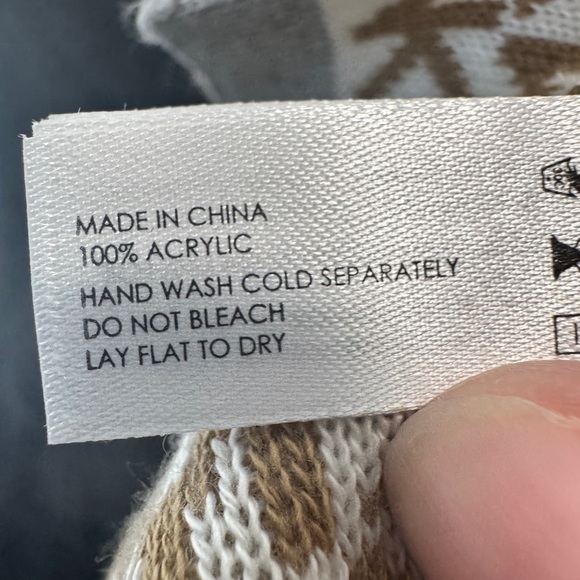 MADE IN CHINA
100% ACRYLIC
HAND WASH COLD SEPARATELY
DO NOT BLEACH
LAY FLAT TO DRY